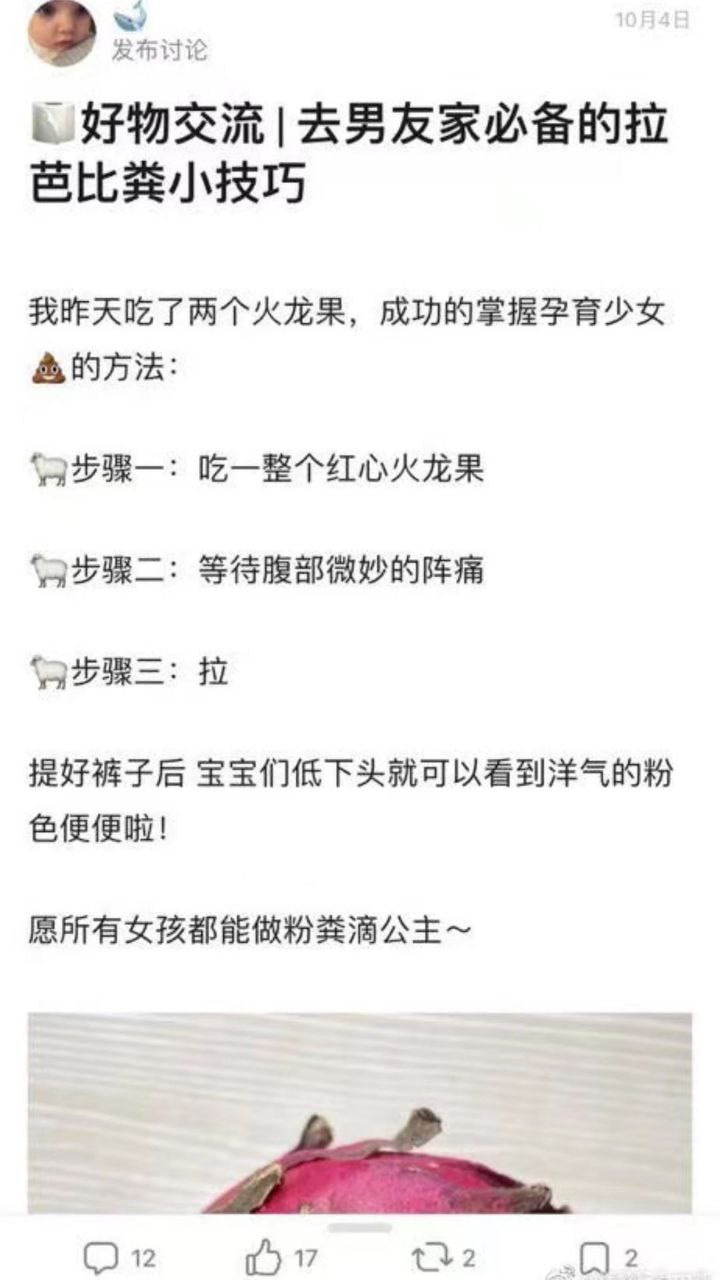 10月4日
发布讨论
🧻好物交流|去男友家必备的拉
芭比粪小技巧
我昨天吃了两个火龙果，成功的掌握孕育少女
💩的方法：
🐑步骤一：吃一整个红心火龙果
🐑步骤二：等待腹部微妙的阵痛
🐑步骤三：拉
提好裤子后 宝宝们低下头就可以看到洋气的粉
色便便啦！
愿所有女孩都能做粉粪滴公主～
12 17 2 2